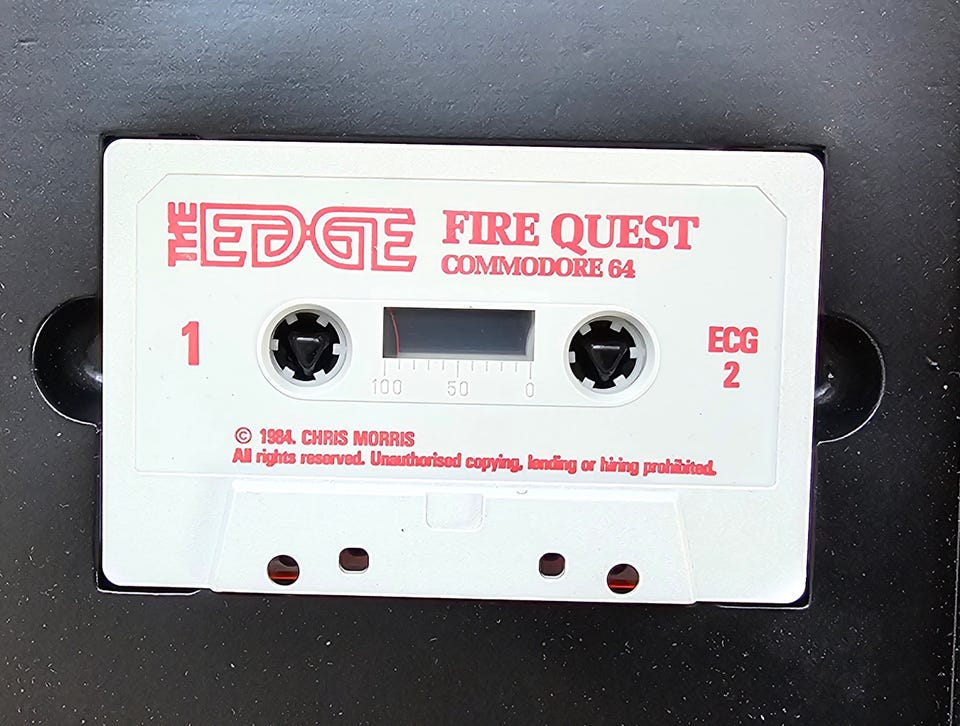 THE EDGE
FIRE QUEST
COMMODORE 64
1
ECG
2
100 50 0
© 1984. CHRIS MORRIS
All rights reserved. Unauthorised copying, lending or hiring prohibited.